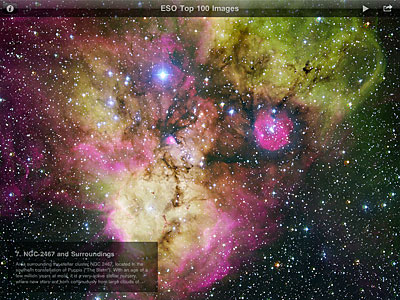 ESO Top 100 Images
7. NGC 2467 and Surroundings
Area surrounding the stellar cluster NGC 2467, located in the
southern constellation of Puppis ("The Stern"). With an age of a
few million years at most, it is a very active stellar nursery,
where new stars are born continuously from large clouds of